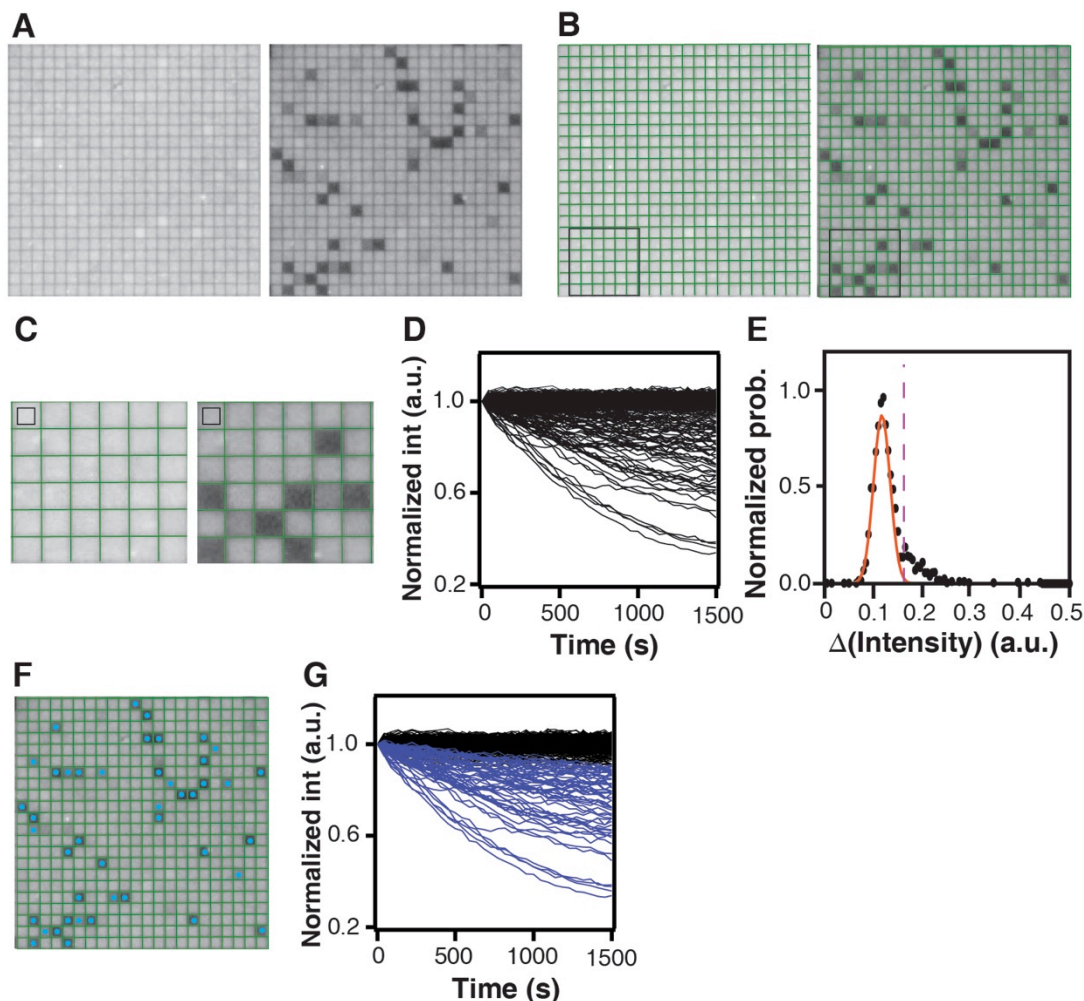 A
B
C
D
Normalized int (a.u.)
1.0
0.6
0.2
0
500
1000
1500
Time (s)
E
Normalized prob.
1.0
0.5
0.0
0
0.1
0.2
0.3
0.4
0.5
Δ(Intensity) (a.u.)
F
G
Normalized int (a.u.)
1.0
0.6
0.2
0
500
1000
1500
Time (s)